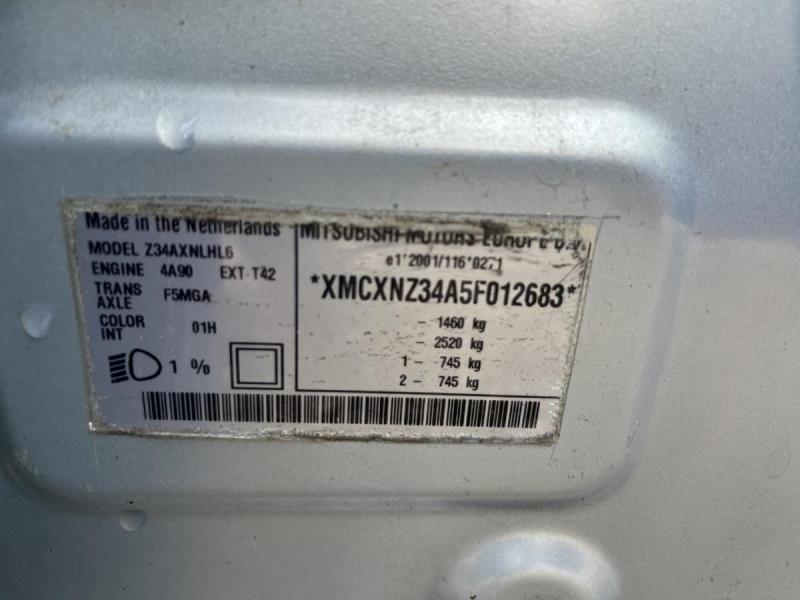 Made in the Netherlands
MODEL Z34AXNLHL6
ENGINE 4A90 EXT T42
TRANS AXLE F5MGA
COLOR INT 01H
1 %
MITSUBISHI MOTORS EUROPE B.V.
e1*2001/116*0271
*XMCXNZ34A5F012683*
- 1460 kg
- 2520 kg
1 - 745 kg
2 - 745 kg